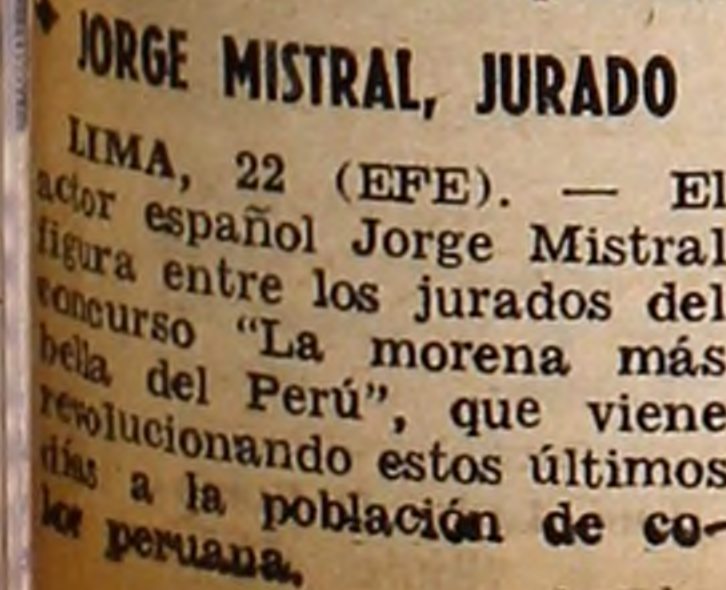 JORGE MISTRAL, JURADO
LIMA, 22 (EFE). — El
actor español Jorge Mistral
figura entre los jurados del
concurso “La morena más
bella del Perú”, que viene
revolucionando estos últimos
días a la población de co-
lor peruana.